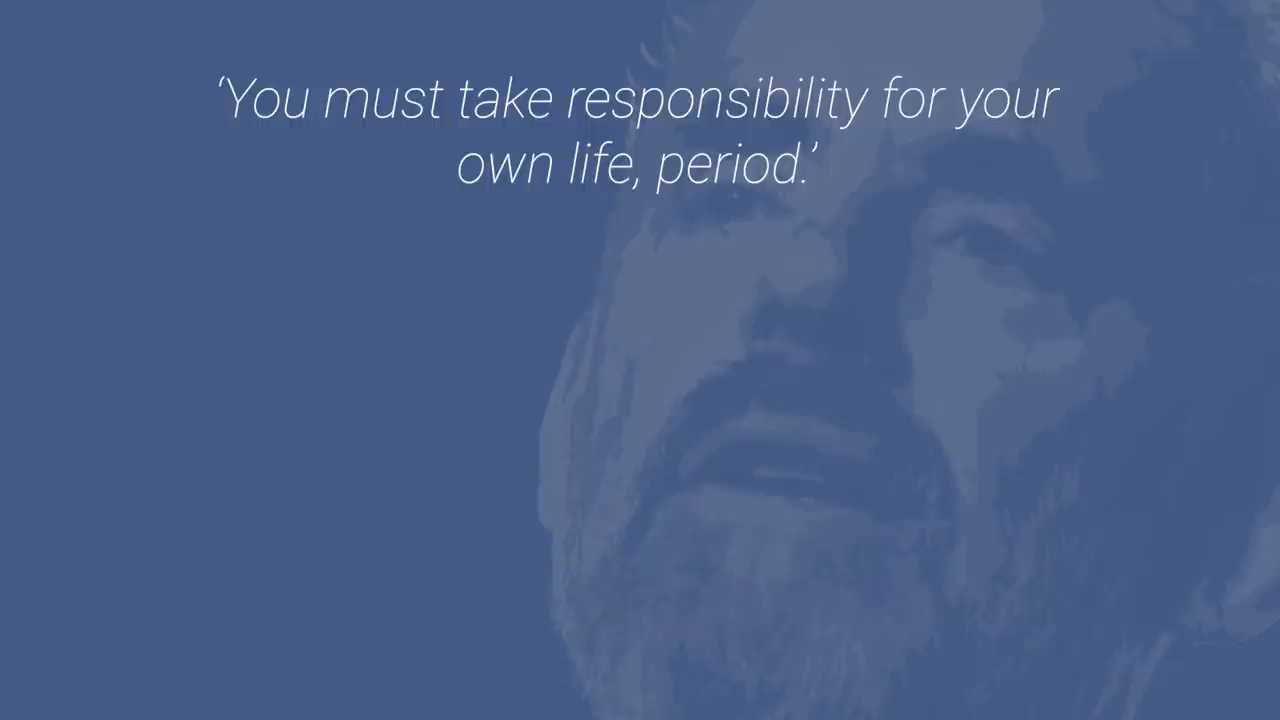 ‘You must take responsibility for your
own life, period.’